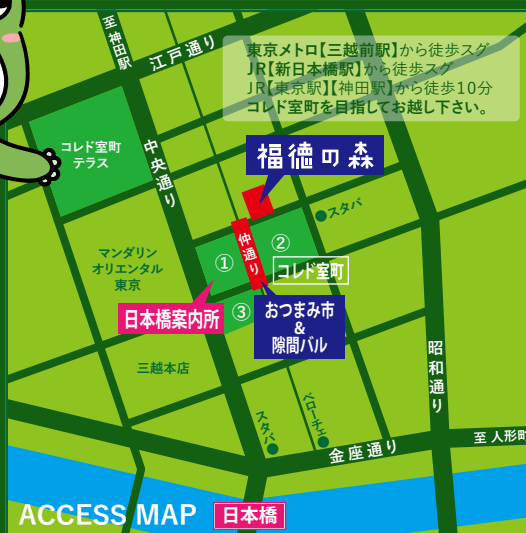 至神田駅
江戸通り
東京メトロ【三越前駅】から徒歩スグ
JR【新日本橋駅】から徒歩スグ
JR【東京駅】【神田駅】から徒歩10分
コレド室町を目指してお越し下さい。
コレド室町
テラス
中央通り
福徳の森
スタバ
仲通り
①
②
コレド室町
マンダリン
オリエンタル
東京
日本橋案内所
③
おつまみ市
&
隙間バル
三越本店
昭和通り
スタバ
ベローチェ
金座通り
至 人形町
ACCESS MAP
日本橋